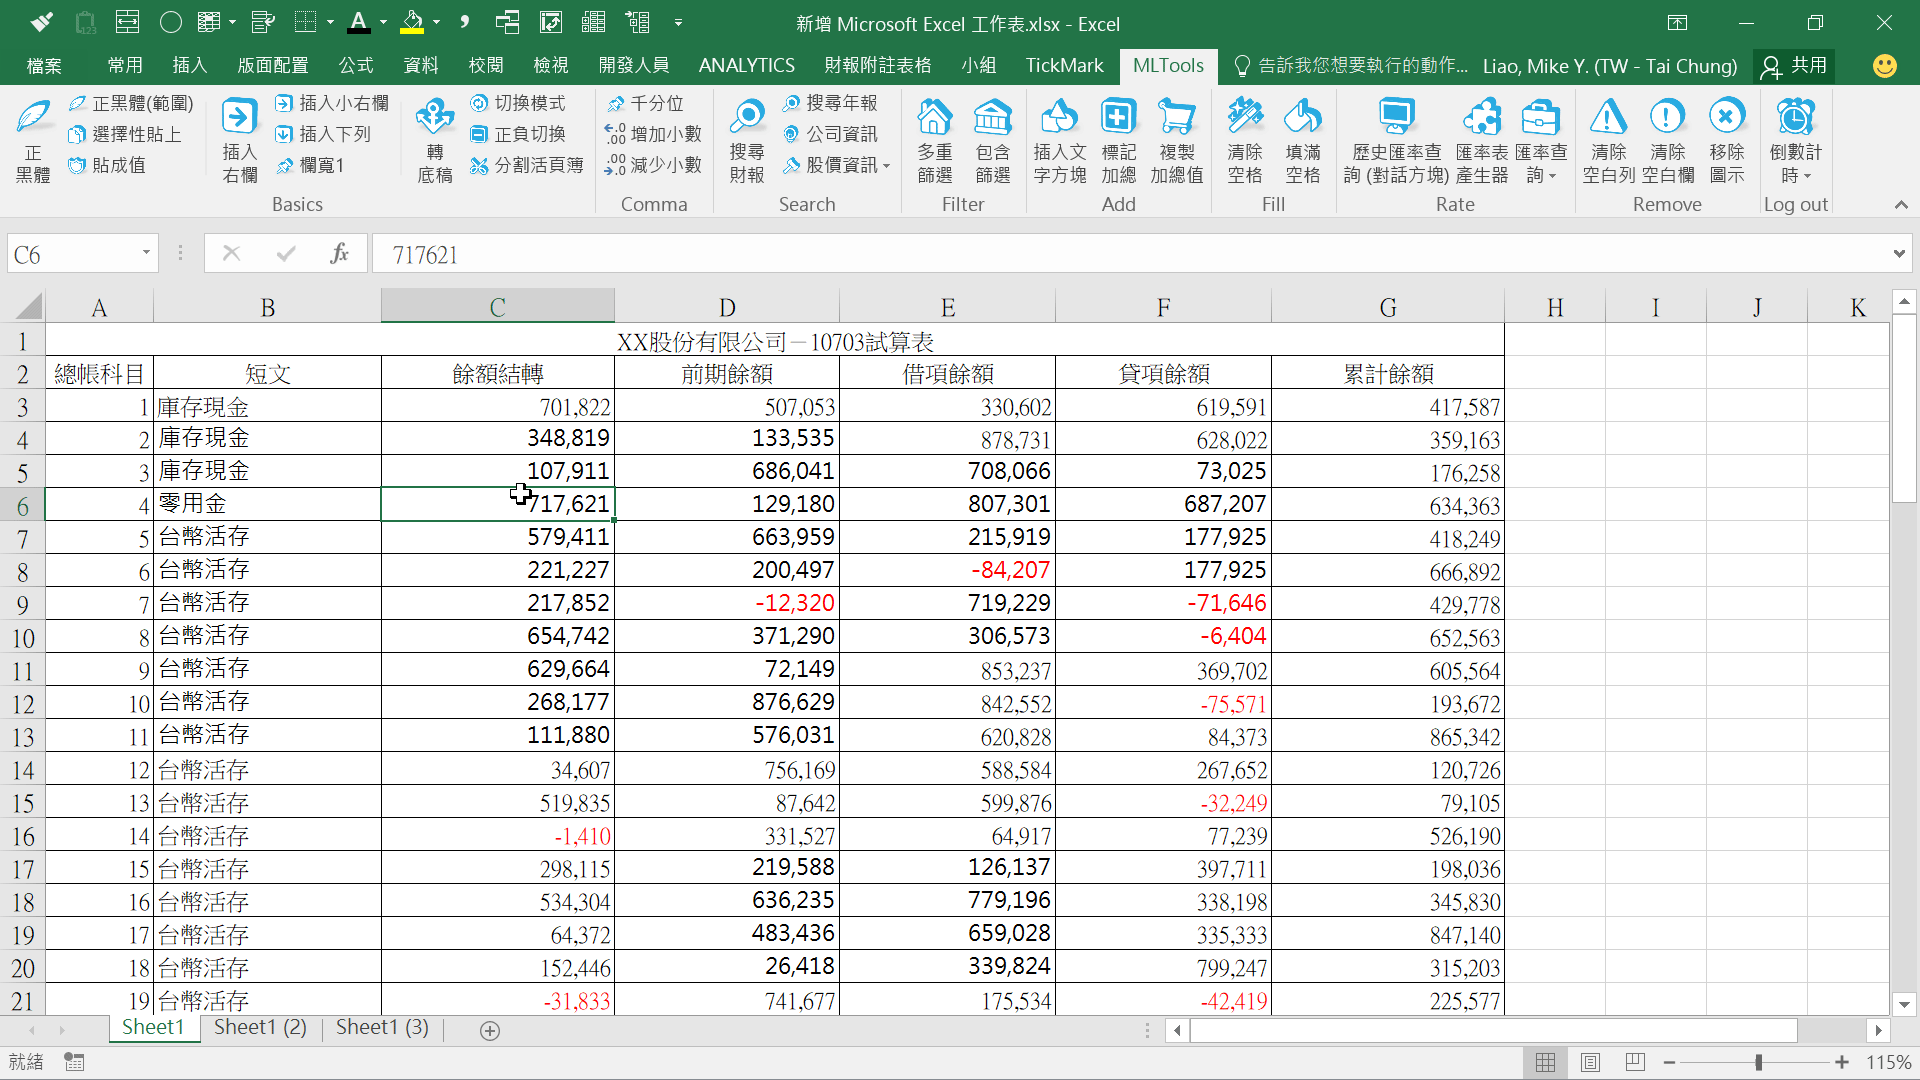 新增 Microsoft Excel 工作表.xlsx - Excel
檔案 常用 插入 版面配置 公式 資料 校閱 檢視 開發人員 ANALYTICS 財報附註表格 小組 TickMark MLTools 告訴我您想要執行的動作... Liao, Mike Y. (TW - Tai Chung) 共用
正黑體 正黑體(範圍) 選擇性貼上 貼成值 插入右欄 插入小右欄 插入下列 欄寬1 轉底稿 切換模式 正負切換 分割活頁簿 Basics
千分位 增加小數 減少小數 Comma
搜尋財報 搜尋年報 公司資訊 股價資訊 Search
多重篩選 包含篩選 Filter
插入文字方塊 標記加總 複製加總值 Add
清除空格 填滿空格 Fill
歷史匯率查詢 (對話方塊) 匯率表產生器 匯率查詢 Rate
清除空白列 清除空白欄 移除圖示 Remove
倒數計時 Log out
C6 fx 717621
A B C D E F G H I J K
1 XX股份有限公司－10703試算表
2 總帳科目 短文 餘額結轉 前期餘額 借項餘額 貸項餘額 累計餘額
3 1 庫存現金 701,822 507,053 330,602 619,591 417,587
4 2 庫存現金 348,819 133,535 878,731 628,022 359,163
5 3 庫存現金 107,911 686,041 708,066 73,025 176,258
6 4 零用金 717,621 129,180 807,301 687,207 634,363
7 5 台幣活存 579,411 663,959 215,919 177,925 418,249
8 6 台幣活存 221,227 200,497 -84,207 177,925 666,892
9 7 台幣活存 217,852 -12,320 719,229 -71,646 429,778
10 8 台幣活存 654,742 371,290 306,573 -6,404 652,563
11 9 台幣活存 629,664 72,149 853,237 369,702 605,564
12 10 台幣活存 268,177 876,629 842,552 -75,571 193,672
13 11 台幣活存 111,880 576,031 620,828 84,373 865,342
14 12 台幣活存 34,607 756,169 588,584 267,652 120,726
15 13 台幣活存 519,835 87,642 599,876 -32,249 79,105
16 14 台幣活存 -1,410 331,527 64,917 77,239 526,190
17 15 台幣活存 298,115 219,588 126,137 397,711 198,036
18 16 台幣活存 534,304 636,235 779,196 338,198 345,830
19 17 台幣活存 64,372 483,436 659,028 335,333 847,140
20 18 台幣活存 152,446 26,418 339,824 799,247 315,203
21 19 台幣活存 -31,833 741,677 175,534 -42,419 225,577
Sheet1 Sheet1 (2) Sheet1 (3)
就緒 115%